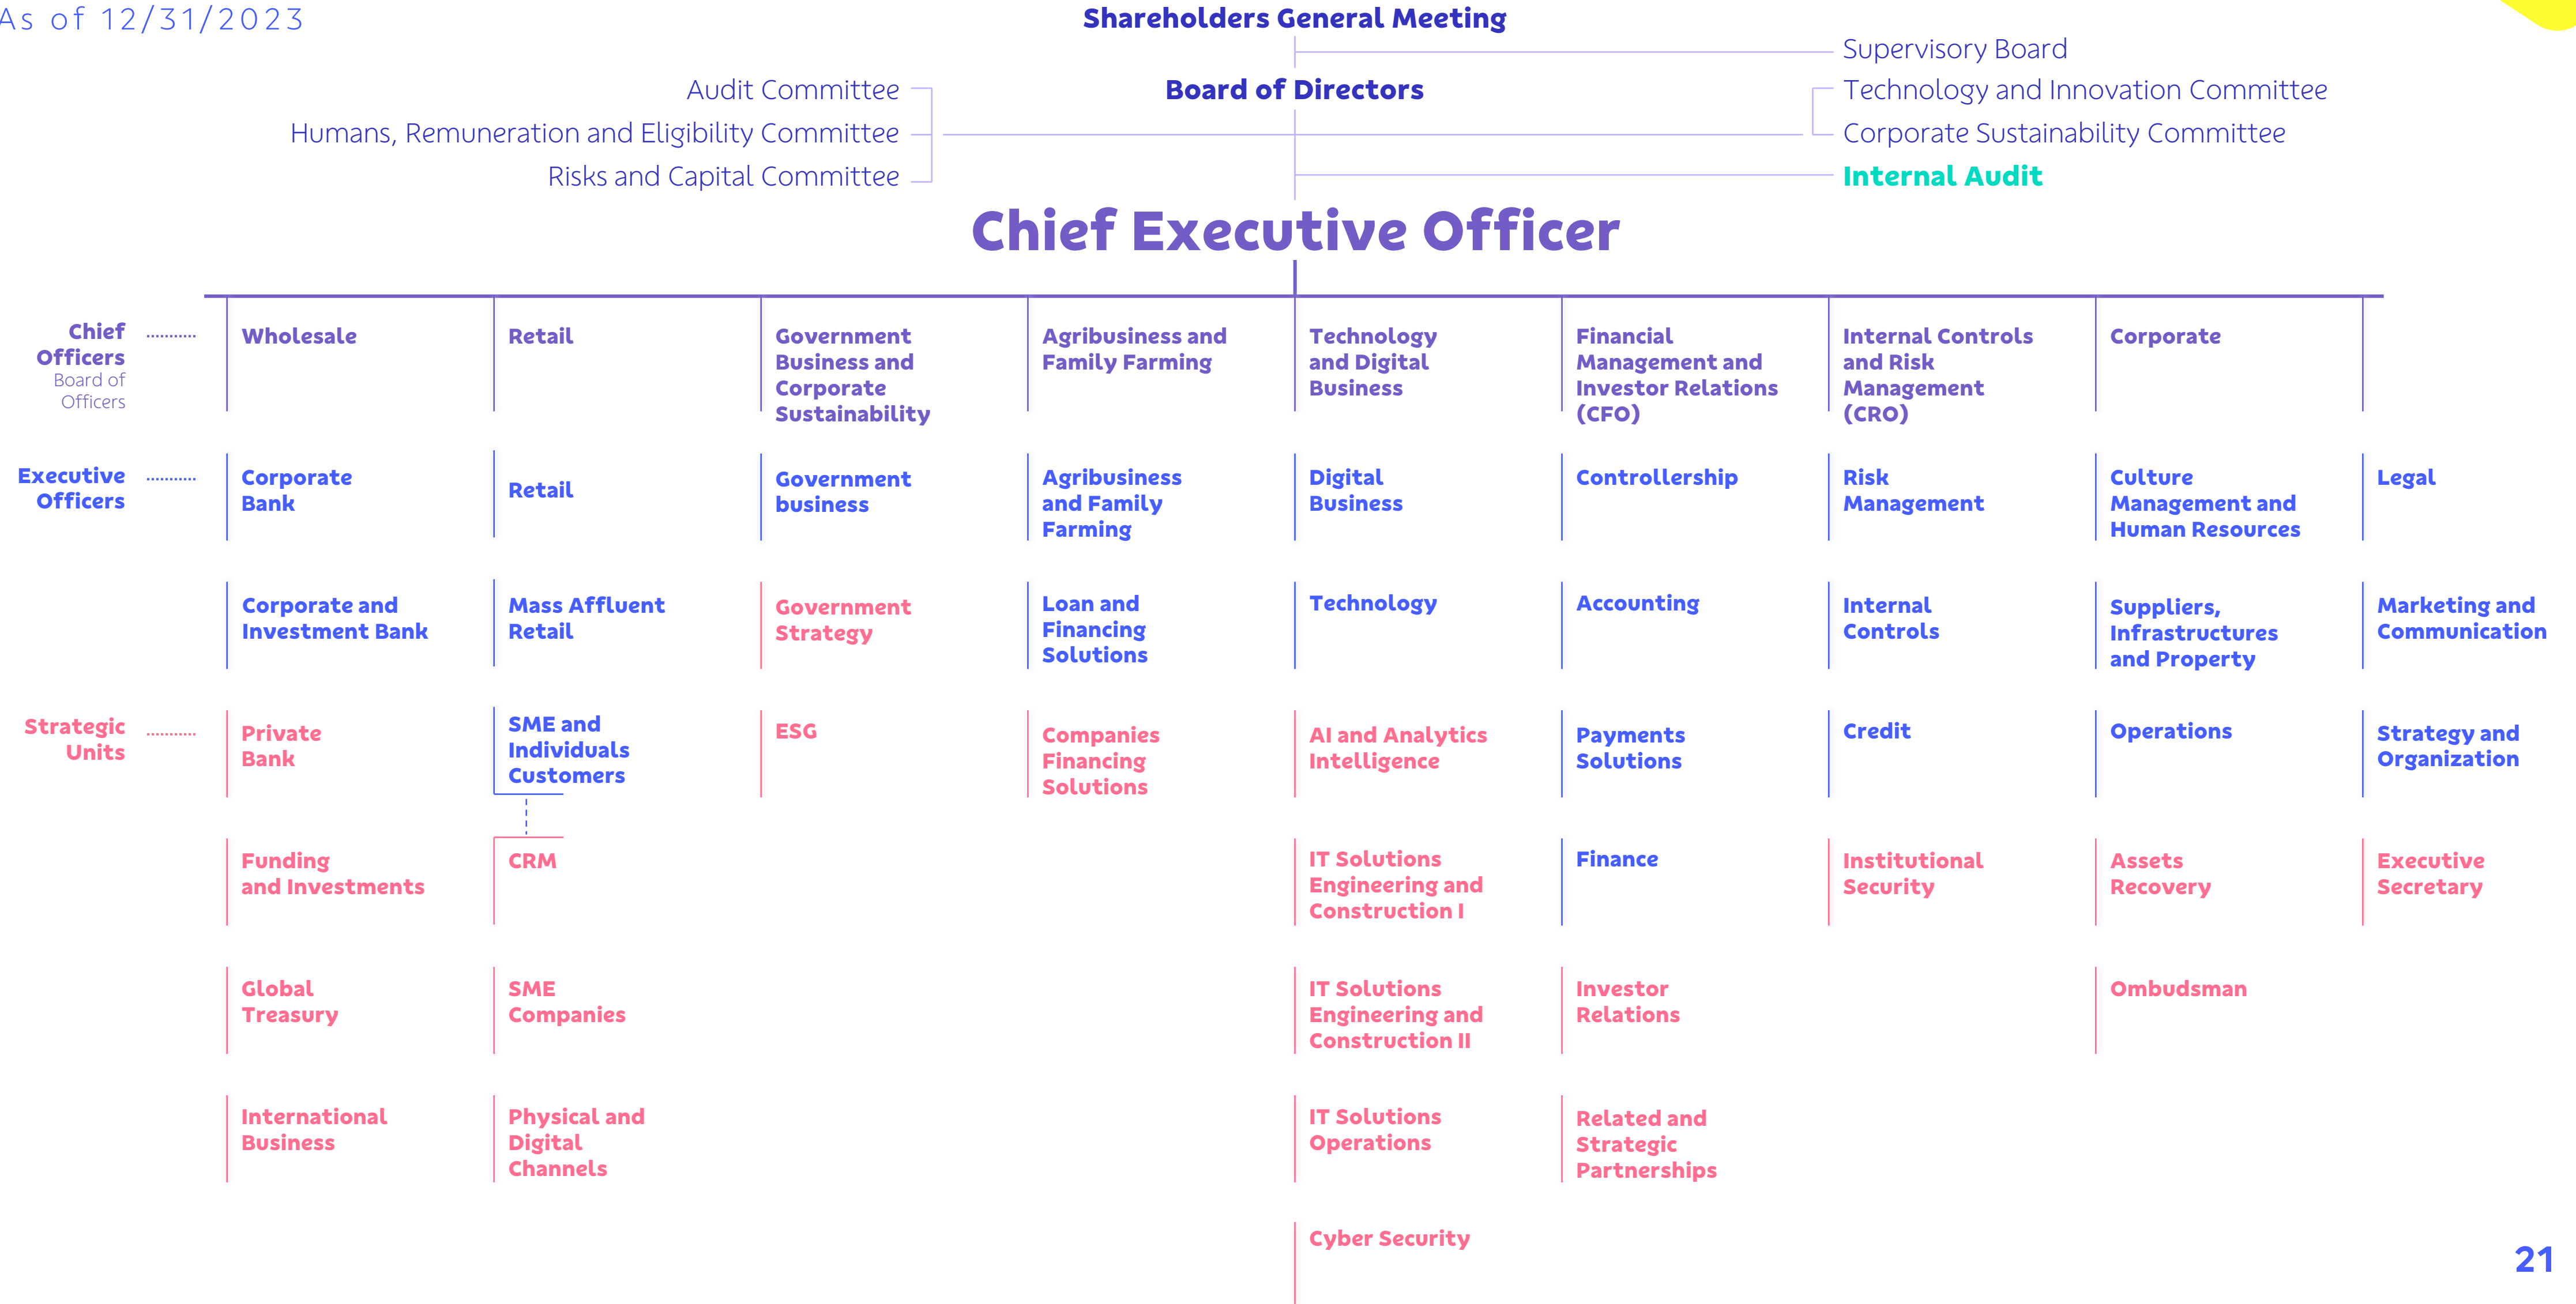 As of 12/31/2023
Shareholders General Meeting
Supervisory Board
Audit Committee
Board of Directors
Technology and Innovation Committee
Humans, Remuneration and Eligibility Committee
Corporate Sustainability Committee
Risks and Capital Committee
Internal Audit
Chief Executive Officer
Chief
Officers
Board of
Officers
Wholesale
Retail
Government
Business and
Corporate
Sustainability
Agribusiness and
Family Farming
Technology
and Digital
Business
Financial
Management and
Investor Relations
(CFO)
Internal Controls
and Risk
Management
(CRO)
Corporate
Executive
Officers
Corporate
Bank
Retail
Government
business
Agribusiness
and Family
Farming
Digital
Business
Controllership
Risk
Management
Culture
Management and
Human Resources
Legal
Corporate and
Investment Bank
Mass Affluent
Retail
Government
Strategy
Loan and
Financing
Solutions
Technology
Accounting
Internal
Controls
Suppliers,
Infrastructures
and Property
Marketing and
Communication
Strategic
Units
Private
Bank
SME and
Individuals
Customers
ESG
Companies
Financing
Solutions
AI and Analytics
Intelligence
Payments
Solutions
Credit
Operations
Strategy and
Organization
Funding
and Investments
CRM
IT Solutions
Engineering and
Construction I
Finance
Institutional
Security
Assets
Recovery
Executive
Secretary
Global
Treasury
SME
Companies
IT Solutions
Engineering and
Construction II
Investor
Relations
Ombudsman
International
Business
Physical and
Digital
Channels
IT Solutions
Operations
Related and
Strategic
Partnerships
Cyber Security
21